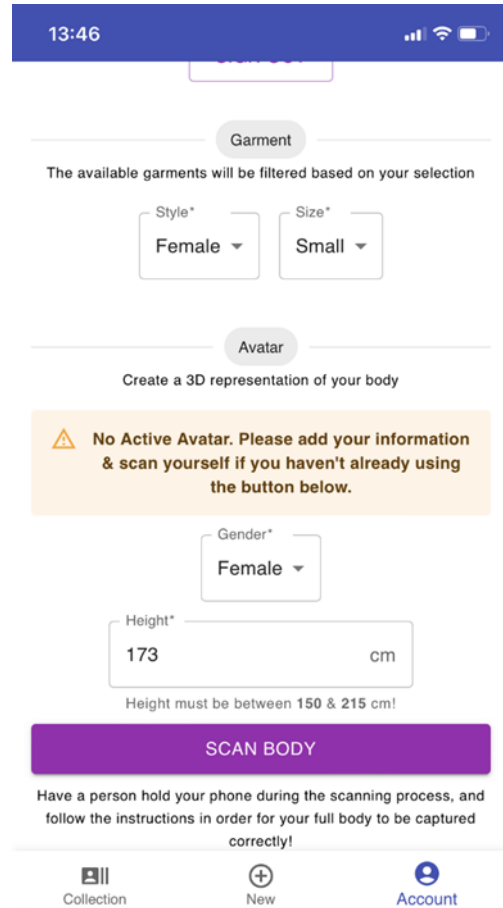 13:46
Garment
The available garments will be filtered based on your selection
Style*
Size*
Female
Small
Avatar
Create a 3D representation of your body
No Active Avatar. Please add your information
& scan yourself if you haven't already using
the button below.
Gender*
Female
Height*
173
cm
Height must be between 150 & 215 cm!
SCAN BODY
Have a person hold your phone during the scanning process, and
follow the instructions in order for your full body to be captured
correctly!
Collection
New
Account